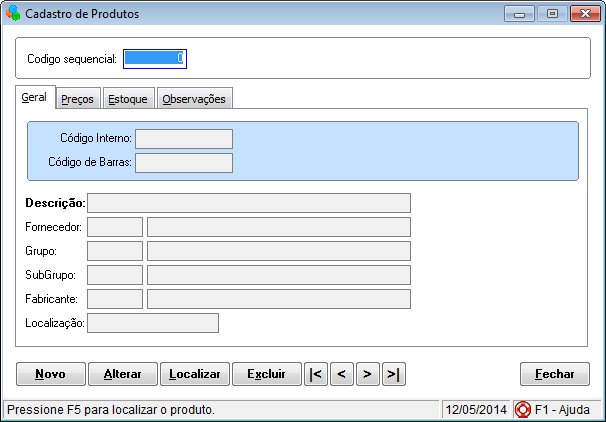 Cadastro de Produtos
Codigo sequencial: 0
Geral Preços Estoque Observações
Código Interno:
Código de Barras:
Descrição:
Fornecedor:
Grupo:
SubGrupo:
Fabricante:
Localização:
Novo Alterar Localizar Excluir |< < > >| Fechar
Pressione F5 para localizar o produto. 12/05/2014 F1 - Ajuda